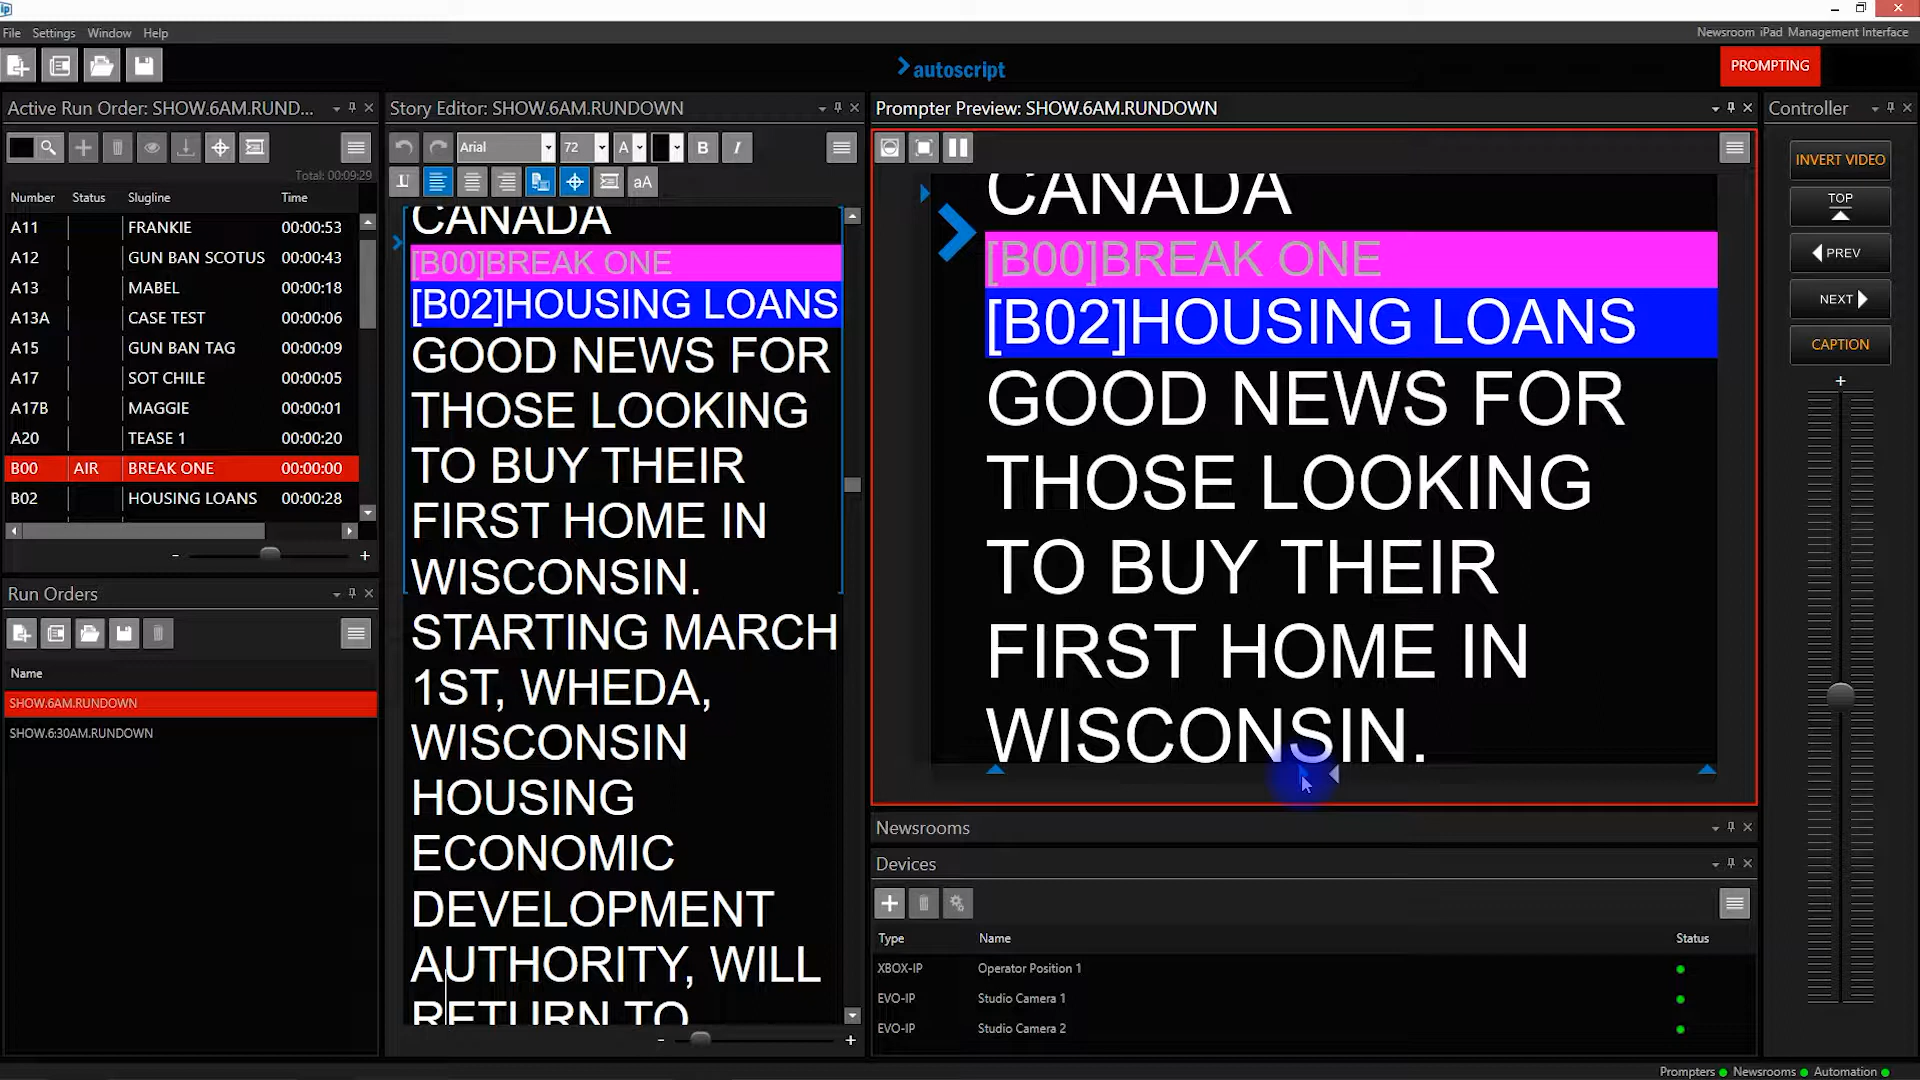 File Settings Window Help
Newsroom iPad Management Interface
autoscript
PROMPTING
Active Run Order: SHOW.6AM.RUND...
Total: 00:09:29
Number Status Slugline Time
A11 FRANKIE 00:00:53
A12 GUN BAN SCOTUS 00:00:43
A13 MABEL 00:00:18
A13A CASE TEST 00:00:06
A15 GUN BAN TAG 00:00:09
A17 SOT CHILE 00:00:05
A17B MAGGIE 00:00:01
A20 TEASE 1 00:00:20
B00 AIR BREAK ONE 00:00:00
B02 HOUSING LOANS 00:00:28
- +
Run Orders
Name
SHOW.6AM.RUNDOWN
SHOW.6:30AM.RUNDOWN
Story Editor: SHOW.6AM.RUNDOWN
Arial 72 A B I
aA
CANADA
[B00]BREAK ONE
[B02]HOUSING LOANS
GOOD NEWS FOR
THOSE LOOKING
TO BUY THEIR
FIRST HOME IN
WISCONSIN.
STARTING MARCH
1ST, WHEDA,
WISCONSIN
HOUSING
ECONOMIC
DEVELOPMENT
AUTHORITY, WILL
RETURN TO
- +
Prompter Preview: SHOW.6AM.RUNDOWN
CANADA
[B00]BREAK ONE
[B02]HOUSING LOANS
GOOD NEWS FOR
THOSE LOOKING
TO BUY THEIR
FIRST HOME IN
WISCONSIN.
Newsrooms
Devices
Type Name Status
XBOX-IP Operator Position 1
EVO-IP Studio Camera 1
EVO-IP Studio Camera 2
Controller
INVERT VIDEO
TOP
PREV
NEXT
CAPTION
+
Prompters Newsrooms Automation